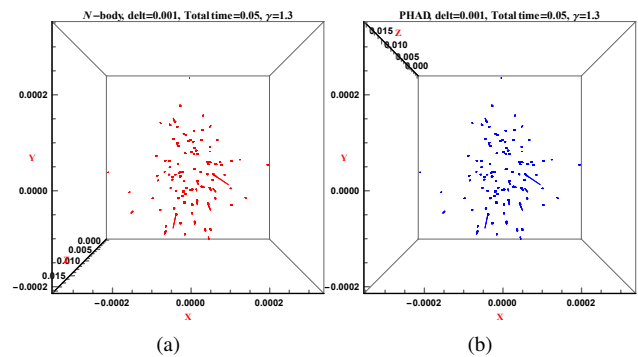 N-body, delt=0.001, Total time=0.05, γ=1.3
0.0002
Y
0.0000
-0.0002
0.000
0.005
0.010
0.015
Z
-0.0002 0.0000 0.0002
X
(a)
PHAD, delt=0.001, Total time=0.05, γ=1.3
0.015
Z
0.010
0.005
0.000
0.0002
Y
0.0000
-0.0002
-0.0002 0.0000 0.0002
X
(b)